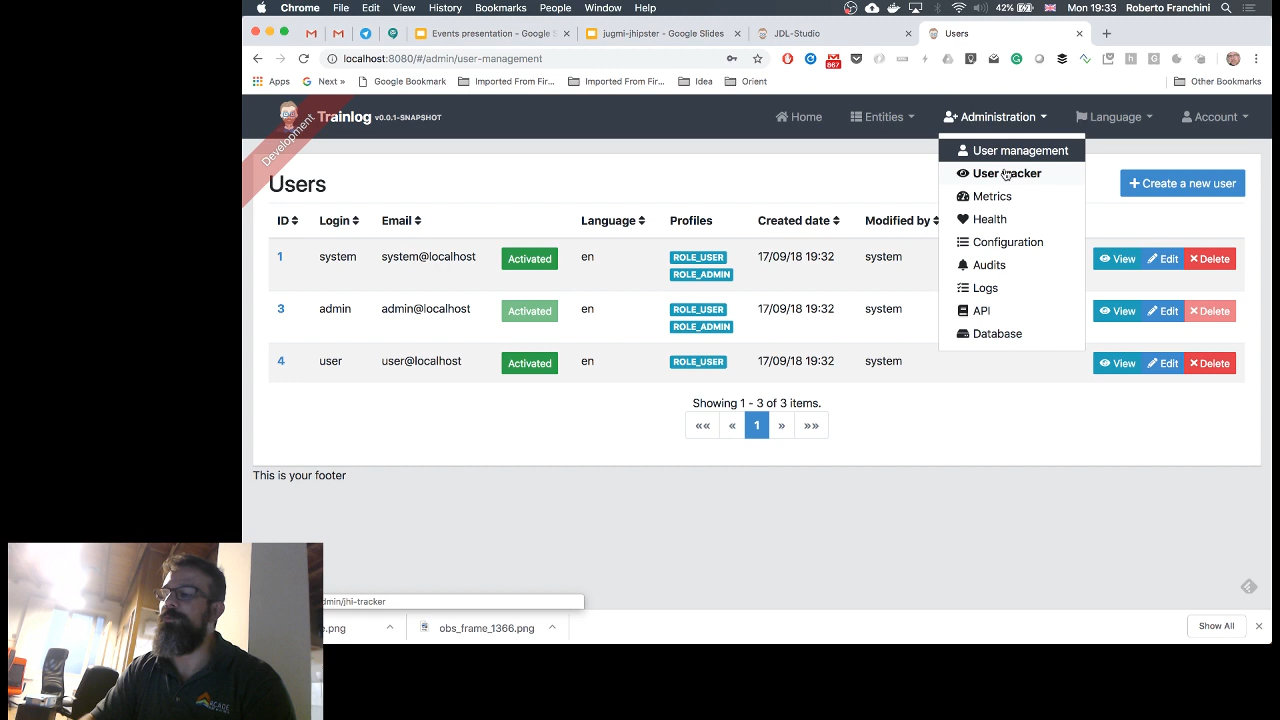 Chrome File Edit View History Bookmarks People Window Help 42% Mon 19:33 Roberto Franchini
Events presentation - Google S × jugmi-jhipster - Google Slides × JDL-Studio × Users ×
localhost:8080/#/admin/user-management 867
Apps Next » Google Bookmark Imported From Fir... Imported From Fir... Idea Orient Other Bookmarks
Development
Trainlog v0.0.1-SNAPSHOT Home Entities Administration Language Account
User management
User tracker
Metrics
Health
Configuration
Audits
Logs
API
Database
Users
+ Create a new user
ID Login Email Language Profiles Created date Modified by
1 system system@localhost Activated en ROLE_USER 17/09/18 19:32 system View Edit Delete
ROLE_ADMIN
3 admin admin@localhost Activated en ROLE_USER 17/09/18 19:32 system View Edit Delete
ROLE_ADMIN
4 user user@localhost Activated en ROLE_USER 17/09/18 19:32 system View Edit Delete
Showing 1 - 3 of 3 items.
«« « 1 » »»
This is your footer
dmin/jhi-tracker
e.png obs_frame_1366.png Show All